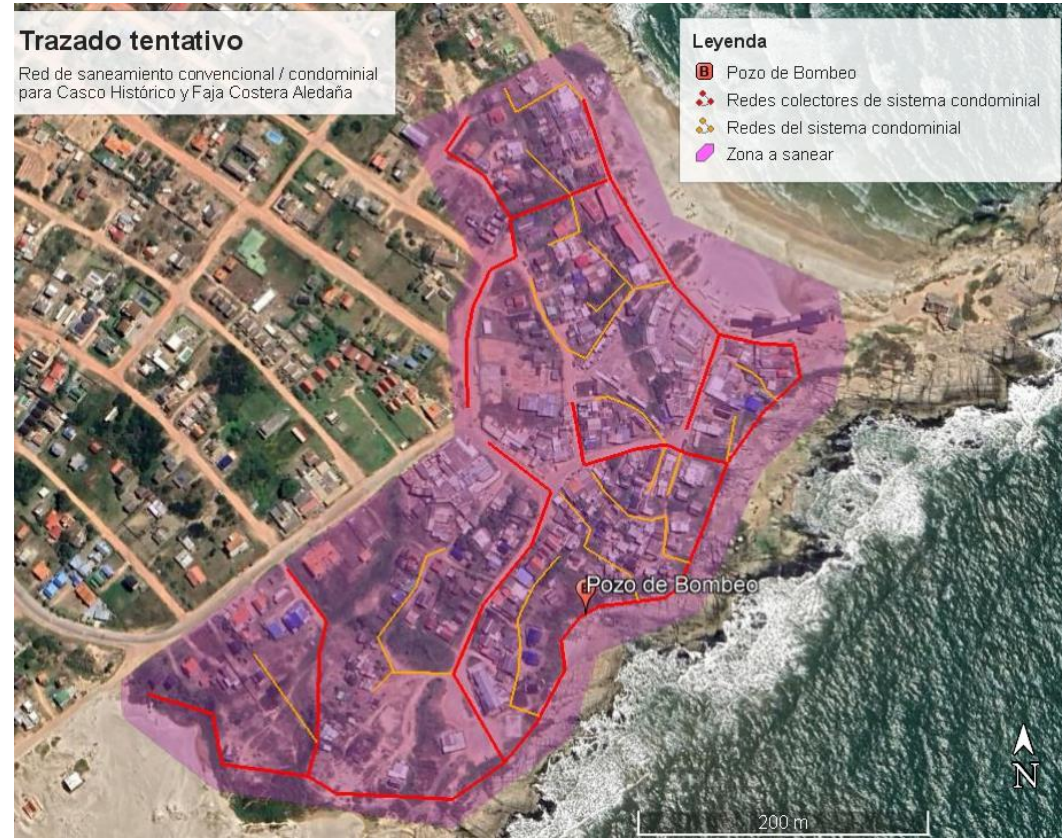 Trazado tentativo
Red de saneamiento convencional / condominial
para Casco Histórico y Faja Costera Aledaña
Leyenda
B Pozo de Bombeo
Redes colectores de sistema condominial
Redes del sistema condominial
Zona a sanear
Pozo de Bombeo
N
200 m